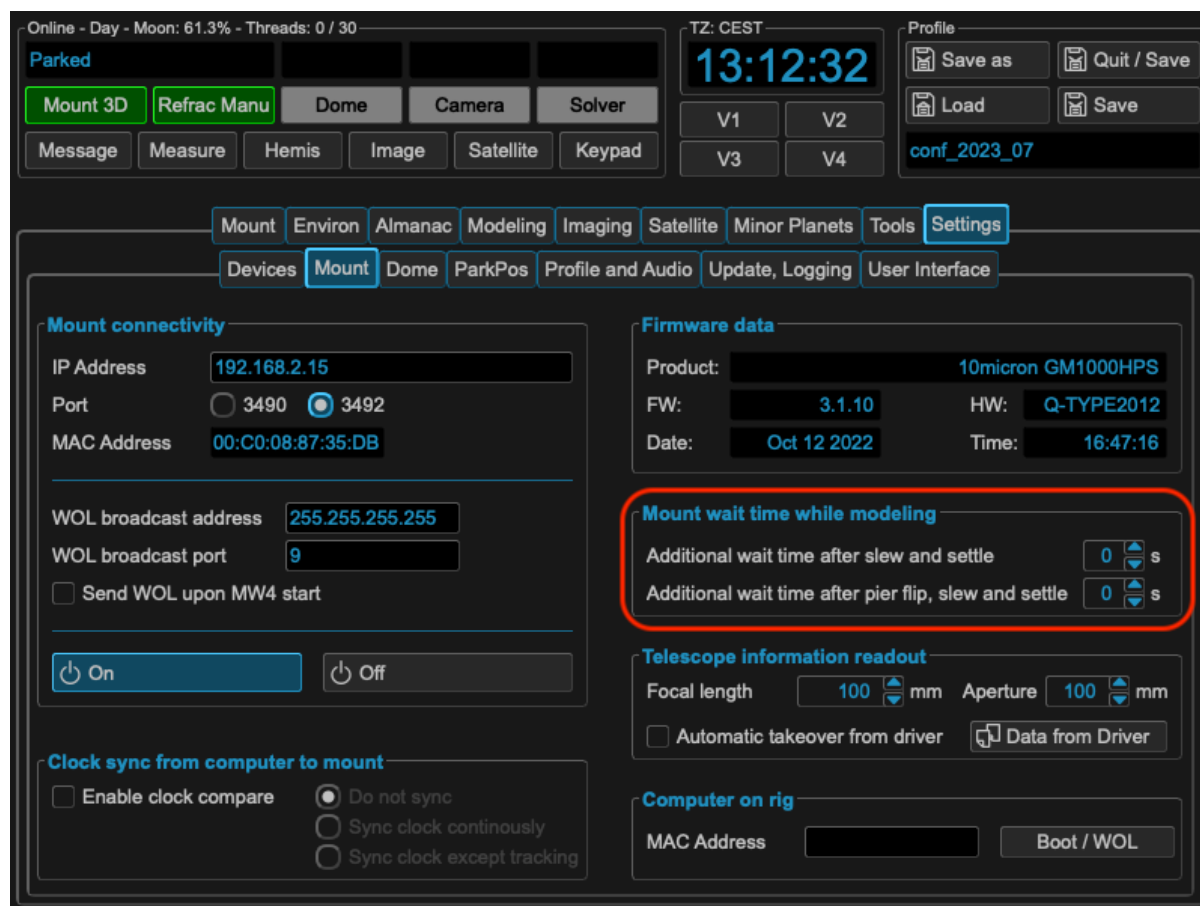 Online - Day - Moon: 61.3% - Threads: 0 / 30
Parked
Mount 3D Refrac Manu Dome Camera Solver
Message Measure Hemis Image Satellite Keypad
TZ: CEST
13:12:32
V1 V2
V3 V4
Profile
Save as Quit / Save
Load Save
conf_2023_07
Mount Environ Almanac Modeling Imaging Satellite Minor Planets Tools Settings
Devices Mount Dome ParkPos Profile and Audio Update, Logging User Interface
Mount connectivity
IP Address 192.168.2.15
Port 3490 3492
MAC Address 00:C0:08:87:35:DB
WOL broadcast address 255.255.255.255
WOL broadcast port 9
Send WOL upon MW4 start
On Off
Clock sync from computer to mount
Enable clock compare Do not sync
Sync clock continously
Sync clock except tracking
Firmware data
Product: 10micron GM1000HPS
FW: 3.1.10 HW: Q-TYPE2012
Date: Oct 12 2022 Time: 16:47:16
Mount wait time while modeling
Additional wait time after slew and settle 0 s
Additional wait time after pier flip, slew and settle 0 s
Telescope information readout
Focal length 100 mm Aperture 100 mm
Automatic takeover from driver Data from Driver
Computer on rig
MAC Address Boot / WOL